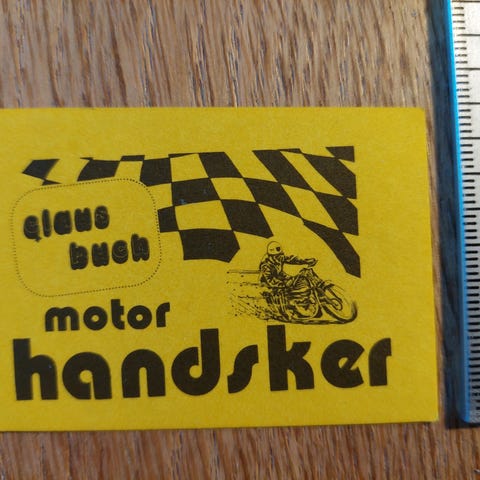 claus
buch
motor
handsker